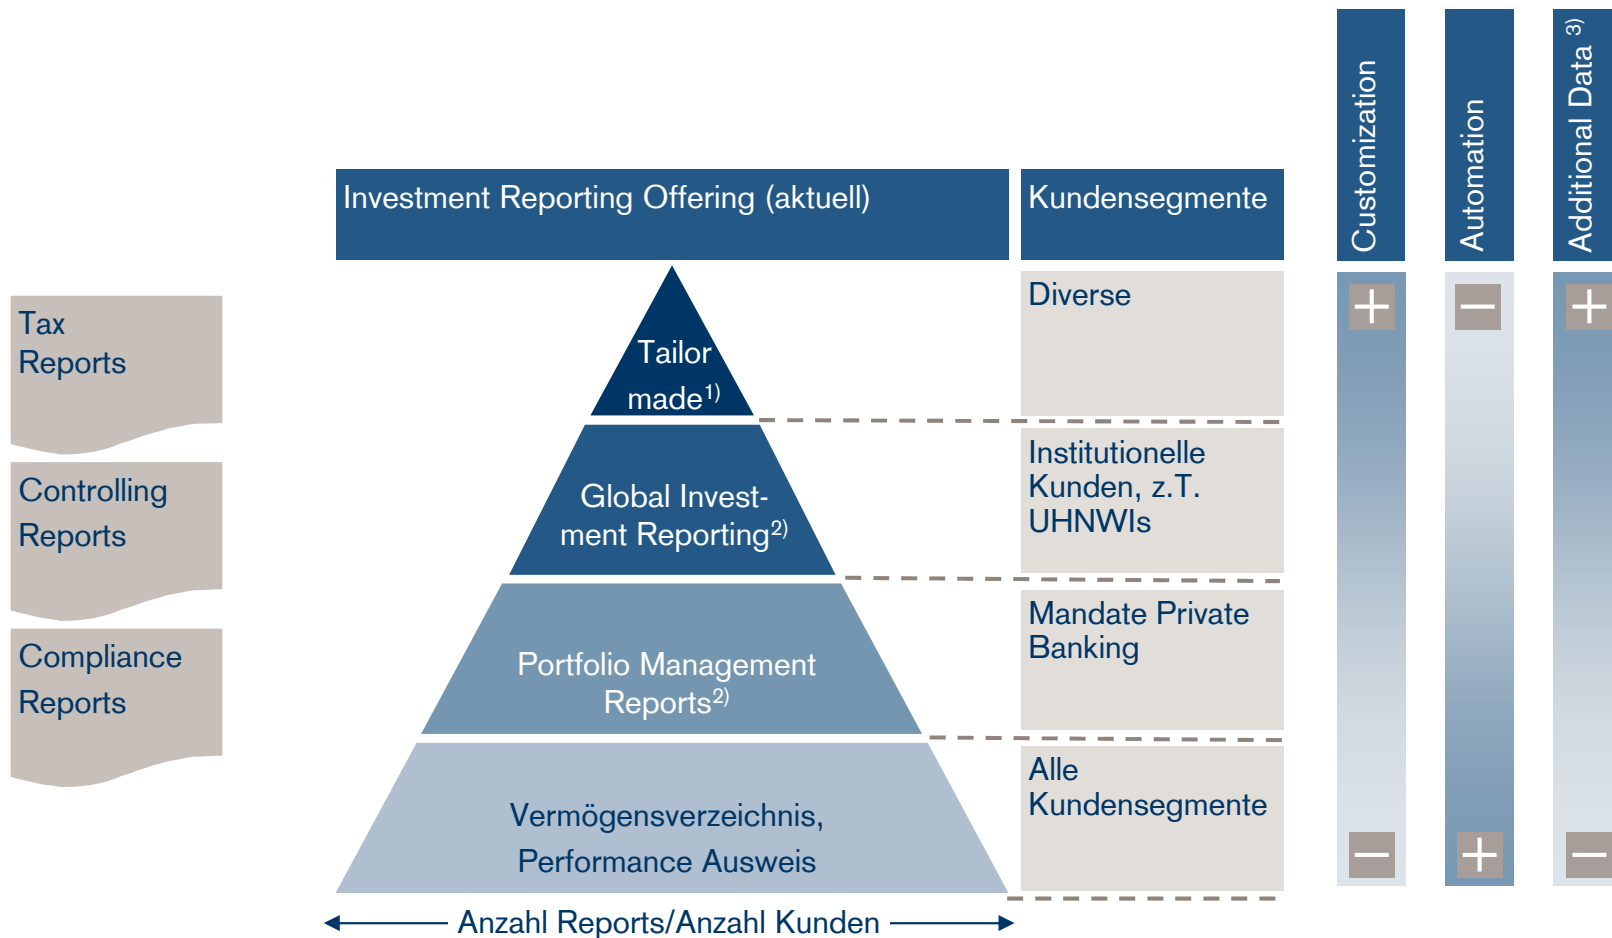 Customization
Automation
Additional Data 3)
Investment Reporting Offering (aktuell)
Kundensegmente
Tax
Reports
Controlling
Reports
Compliance
Reports
Tailor
made1)
Diverse
Global Invest-
ment Reporting2)
Institutionelle
Kunden, z.T.
UHNWIs
Portfolio Management
Reports2)
Mandate Private
Banking
Vermögensverzeichnis,
Performance Ausweis
Alle
Kundensegmente
+
−
+
−
+
−
Anzahl Reports/Anzahl Kunden